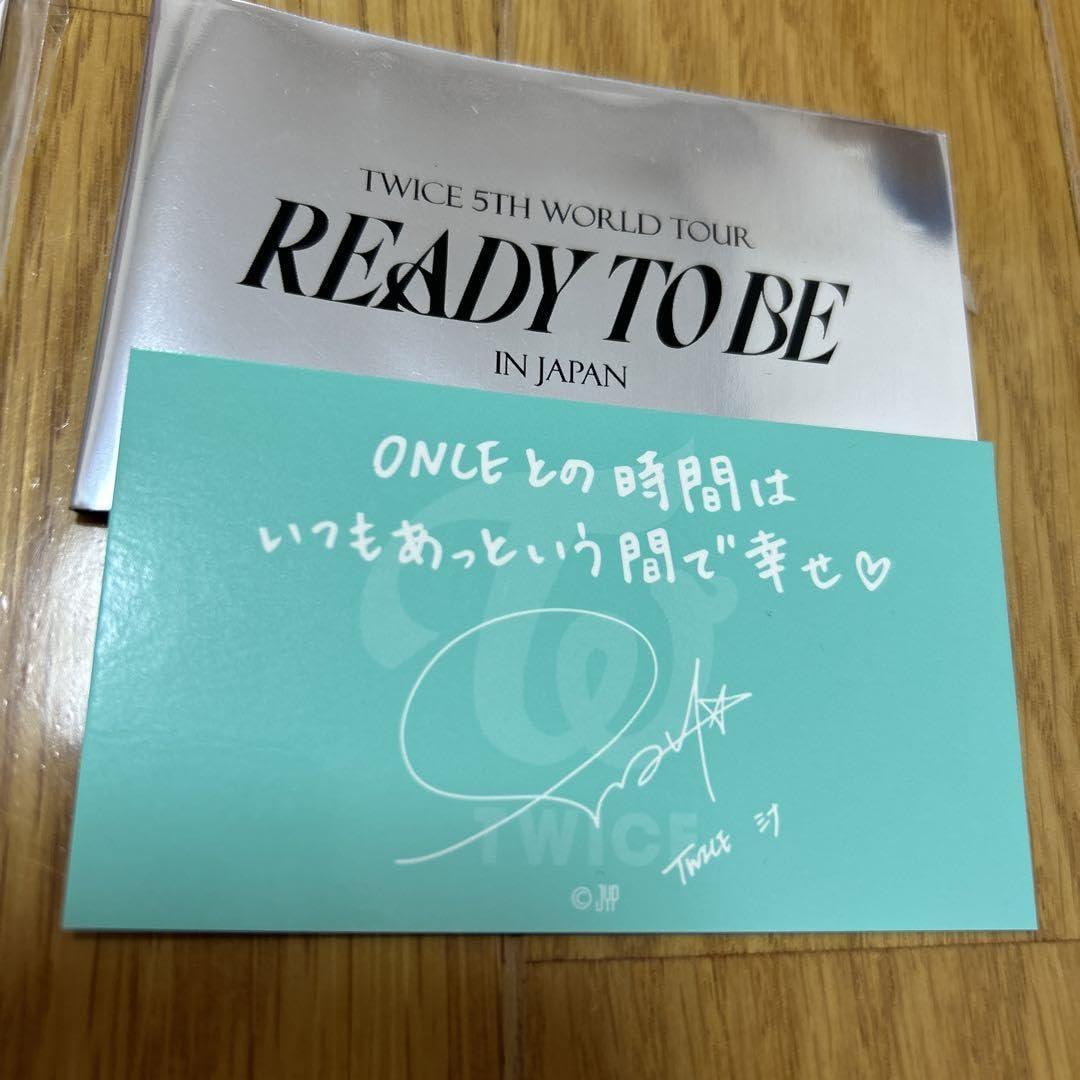 TWICE 5TH WORLD TOUR
READY TO BE
IN JAPAN
ONCEとの時間は
いつもあっという間で幸せ♡
TWICE ミナ
TWICE
©JYP